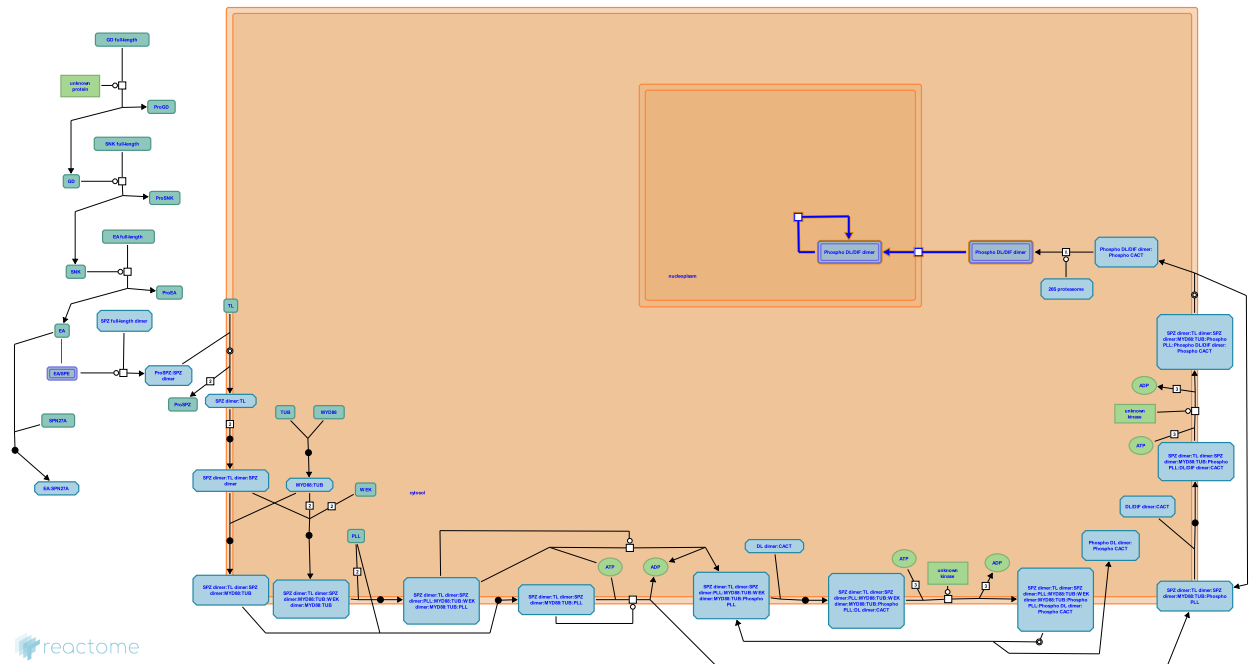 GD full-length
unknown
protein
ProGD
SNK full-length
GD
ProSNK
EA full-length
SNK
ProEA
SPZ full-length dimer
EA
EA/SPE
ProSPZ:SPZ
dimer
SPN27A
EA:SPN27A
TL
2
ProSPZ
SPZ dimer:TL
2
SPZ dimer:TL dimer:SPZ
dimer
TUB
MYD88
MYD88:TUB
WEK
2
2
cytosol
nucleoplasm
Phospho DL/DIF dimer
Phospho DL/DIF dimer
Phospho DL/DIF dimer:
Phospho CACT
26S proteasome
SPZ dimer:TL dimer:SPZ
dimer:MYD88:TUB:Phospho
PLL:Phospho DL/DIF dimer:
Phospho CACT
ADP
3
unknown
kinase
ATP
3
SPZ dimer:TL dimer:SPZ
dimer:MYD88:TUB:Phospho
PLL:DL/DIF dimer:CACT
DL/DIF dimer:CACT
Phospho DL dimer:
Phospho CACT
SPZ dimer:TL dimer:SPZ
dimer:MYD88:TUB:Phospho
PLL
SPZ dimer:TL dimer:SPZ
dimer:MYD88:TUB
SPZ dimer:TL dimer:SPZ
dimer:MYD88:TUB:WEK
dimer:MYD88:TUB
PLL
2
SPZ dimer:TL dimer:SPZ
dimer:PLL:MYD88:TUB:WEK
dimer:MYD88:TUB:PLL
SPZ dimer:TL dimer:SPZ
dimer:MYD88:TUB:PLL
ATP
ADP
SPZ dimer:TL dimer:SPZ
dimer:PLL:MYD88:TUB:WEK
dimer:MYD88:TUB:Phospho
PLL
DL dimer:CACT
SPZ dimer:TL dimer:SPZ
dimer:PLL:MYD88:TUB:WEK
dimer:MYD88:TUB:Phospho
PLL:DL dimer:CACT
ATP
3
unknown
kinase
3
ADP
SPZ dimer:TL dimer:SPZ
dimer:PLL:MYD88:TUB:WEK
dimer:MYD88:TUB:Phospho
PLL:Phospho DL dimer:
Phospho CACT
reactome